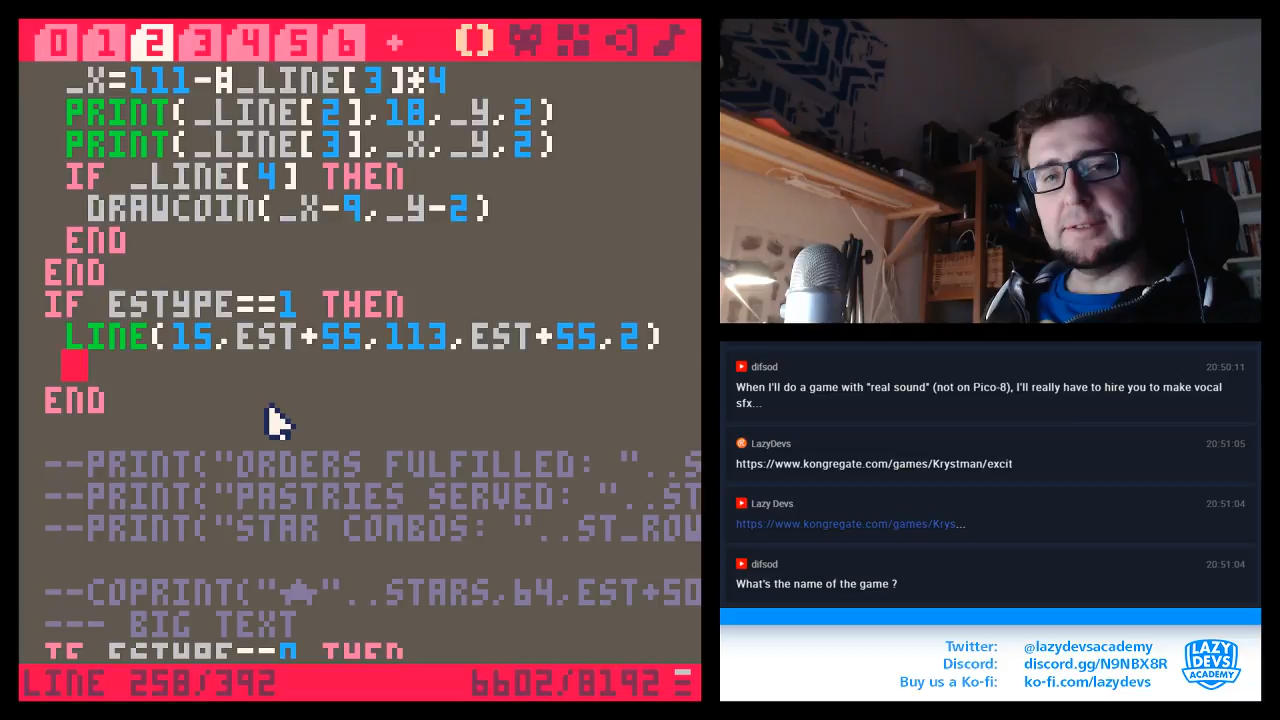 0 1 2 3 4 5 6 +
_X=111-#_LINE[3]*4
PRINT(_LINE[2],18,_Y,2)
PRINT(_LINE[3],_X,_Y,2)
IF _LINE[4] THEN
DRAWCOIN(_X-9,_Y-2)
END
END
IF ESTYPE==1 THEN
LINE(15,EST+55,113,EST+55,2)
END
--PRINT("ORDERS FULFILLED: "..S
--PRINT("PASTRIES SERVED: "..ST
--PRINT("STAR COMBOS: "..ST_ROW
--COPRINT("★"..STARS,64,EST+50
--- BIG TEXT
IF ESTYPE==0 THEN
LINE 258/392 6602/8192
difsod 20:50:11
When I'll do a game with "real sound" (not on Pico-8), I'll really have to hire you to make vocal
sfx...
LazyDevs 20:51:05
https://www.kongregate.com/games/Krystman/excit
Lazy Devs 20:51:04
https://www.kongregate.com/games/Krys...
difsod 20:51:04
What's the name of the game ?
Twitter: @lazydevsacademy
Discord: discord.gg/N9NBX8R
Buy us a Ko-fi: ko-fi.com/lazydevs
LAZY
DEVS
ACADEMY